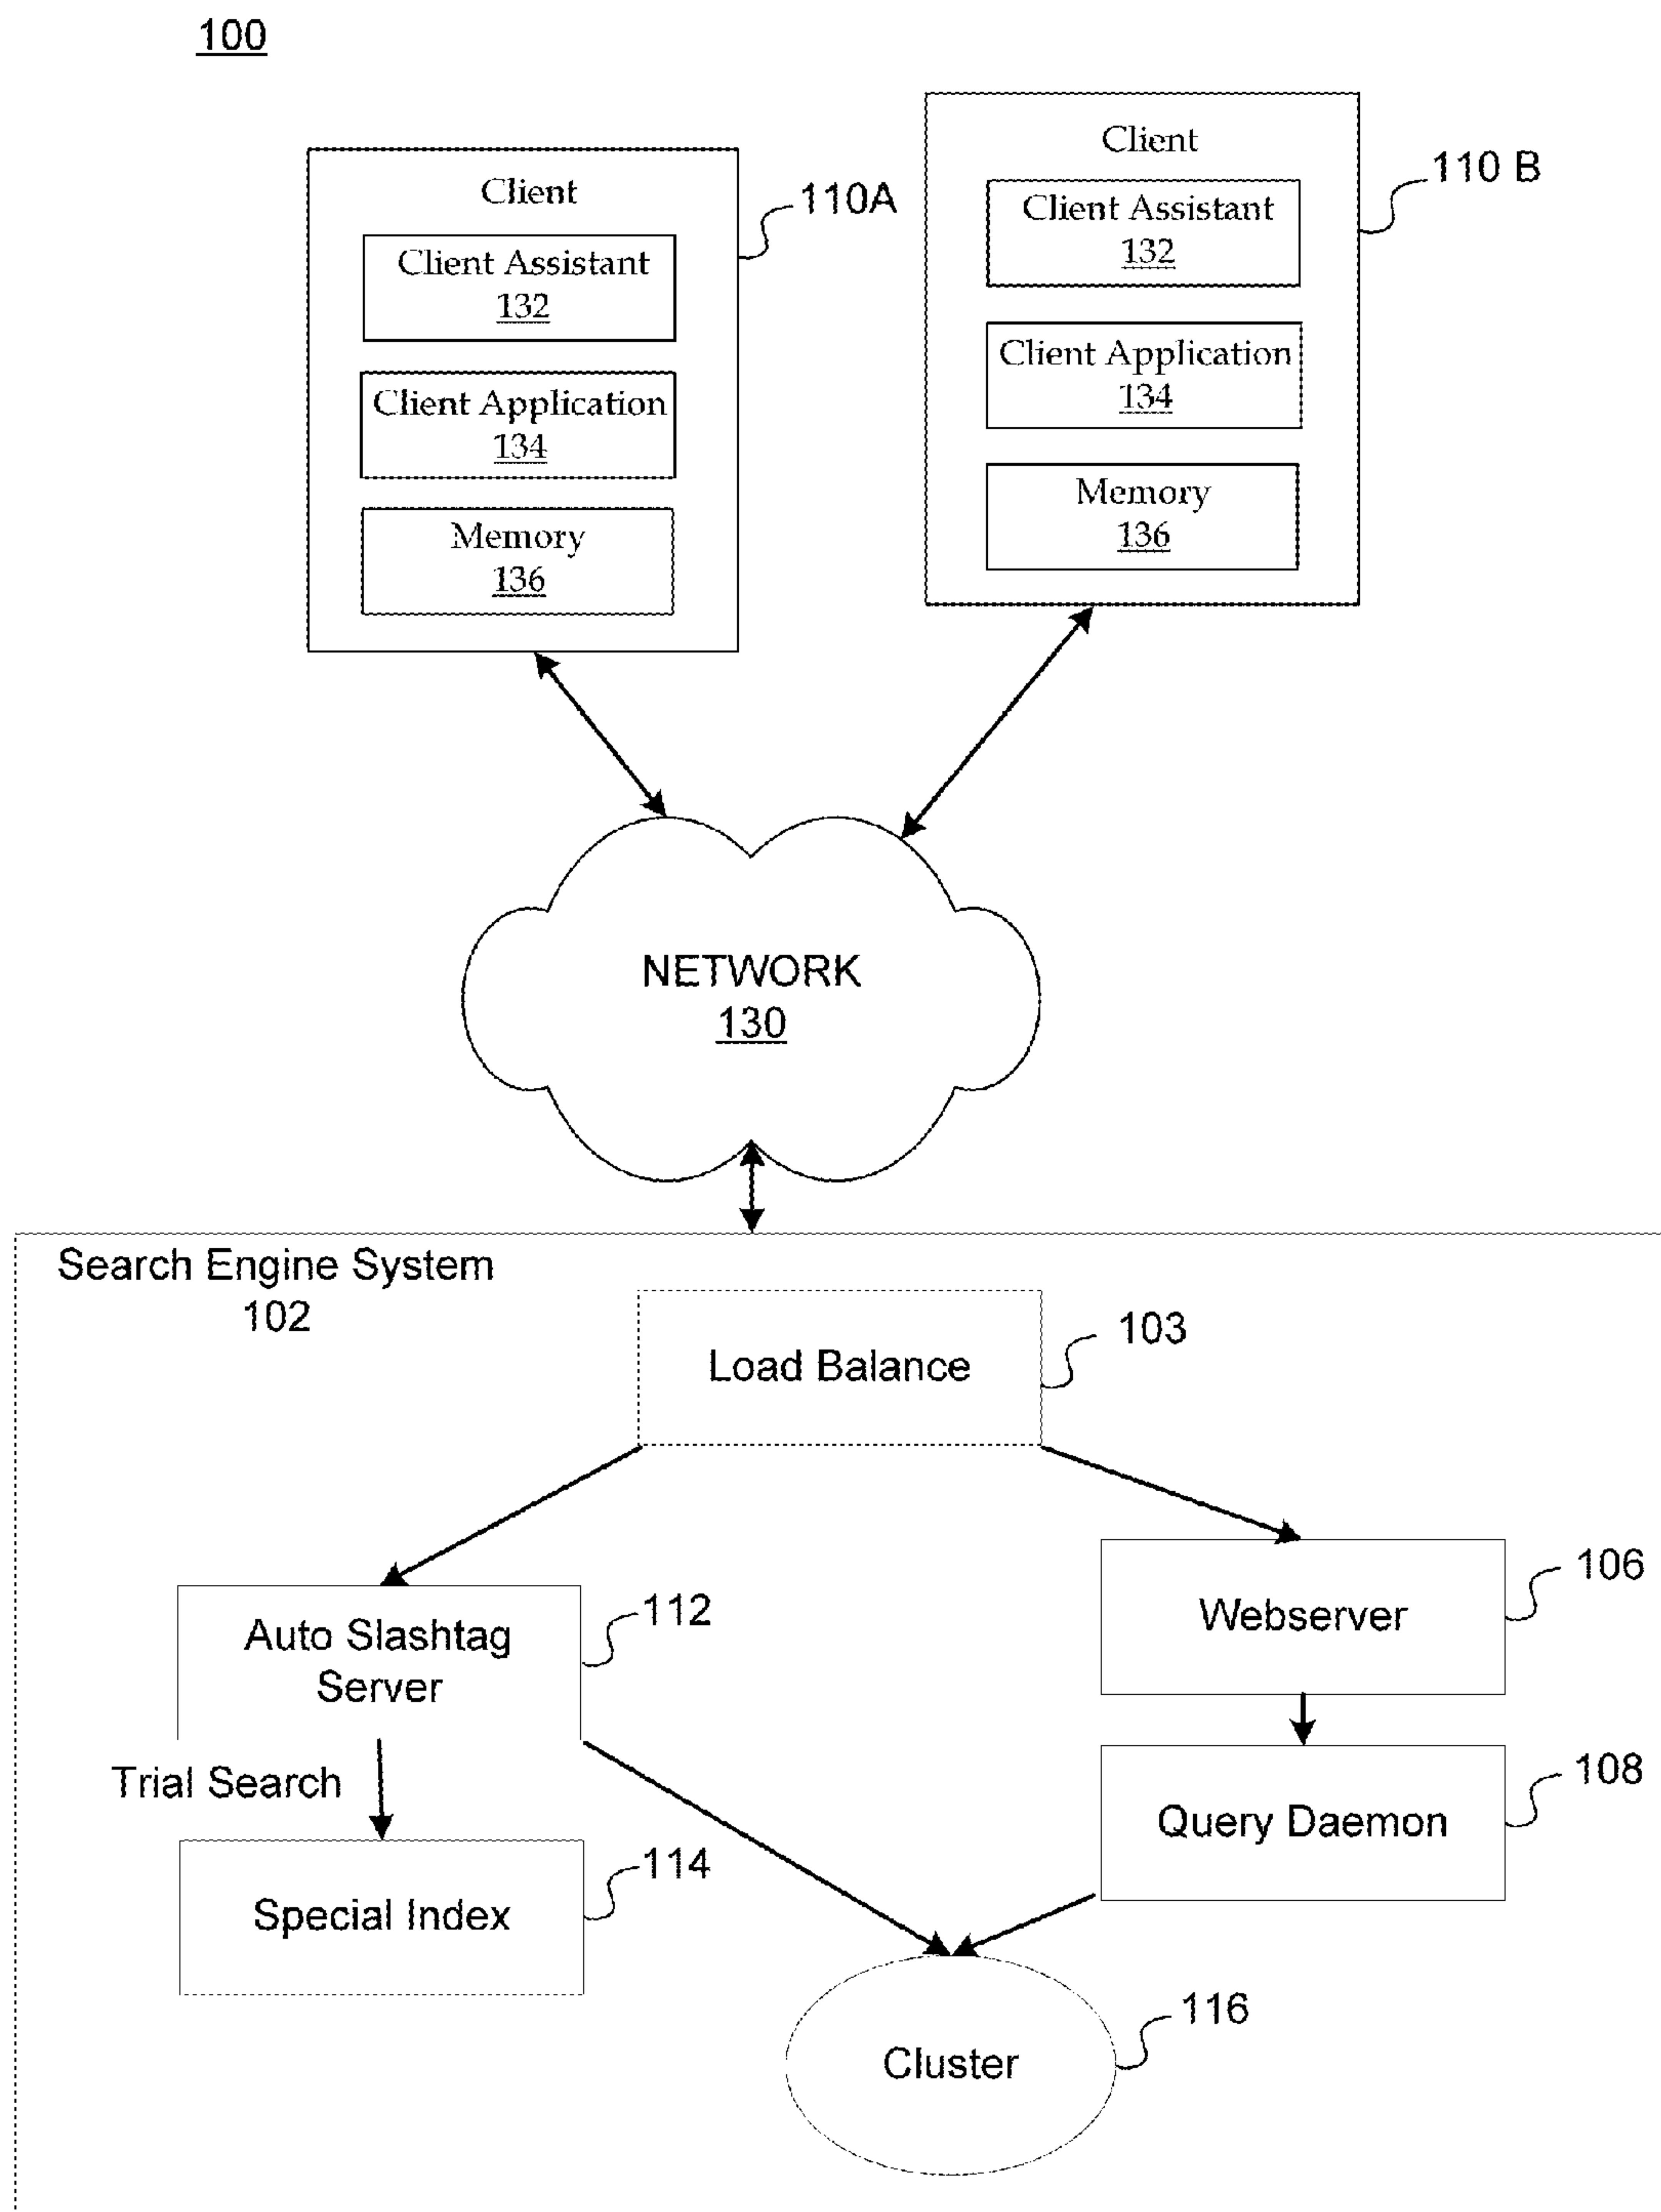 100
Client
110A
Client Assistant
132
Client Application
134
Memory
136
Client
110 B
Client Assistant
132
Client Application
134
Memory
136
NETWORK
130
Search Engine System
102
Load Balance
103
Auto Slashtag
Server
112
Webserver
106
Trial Search
Query Daemon
108
Special Index
114
Cluster
116